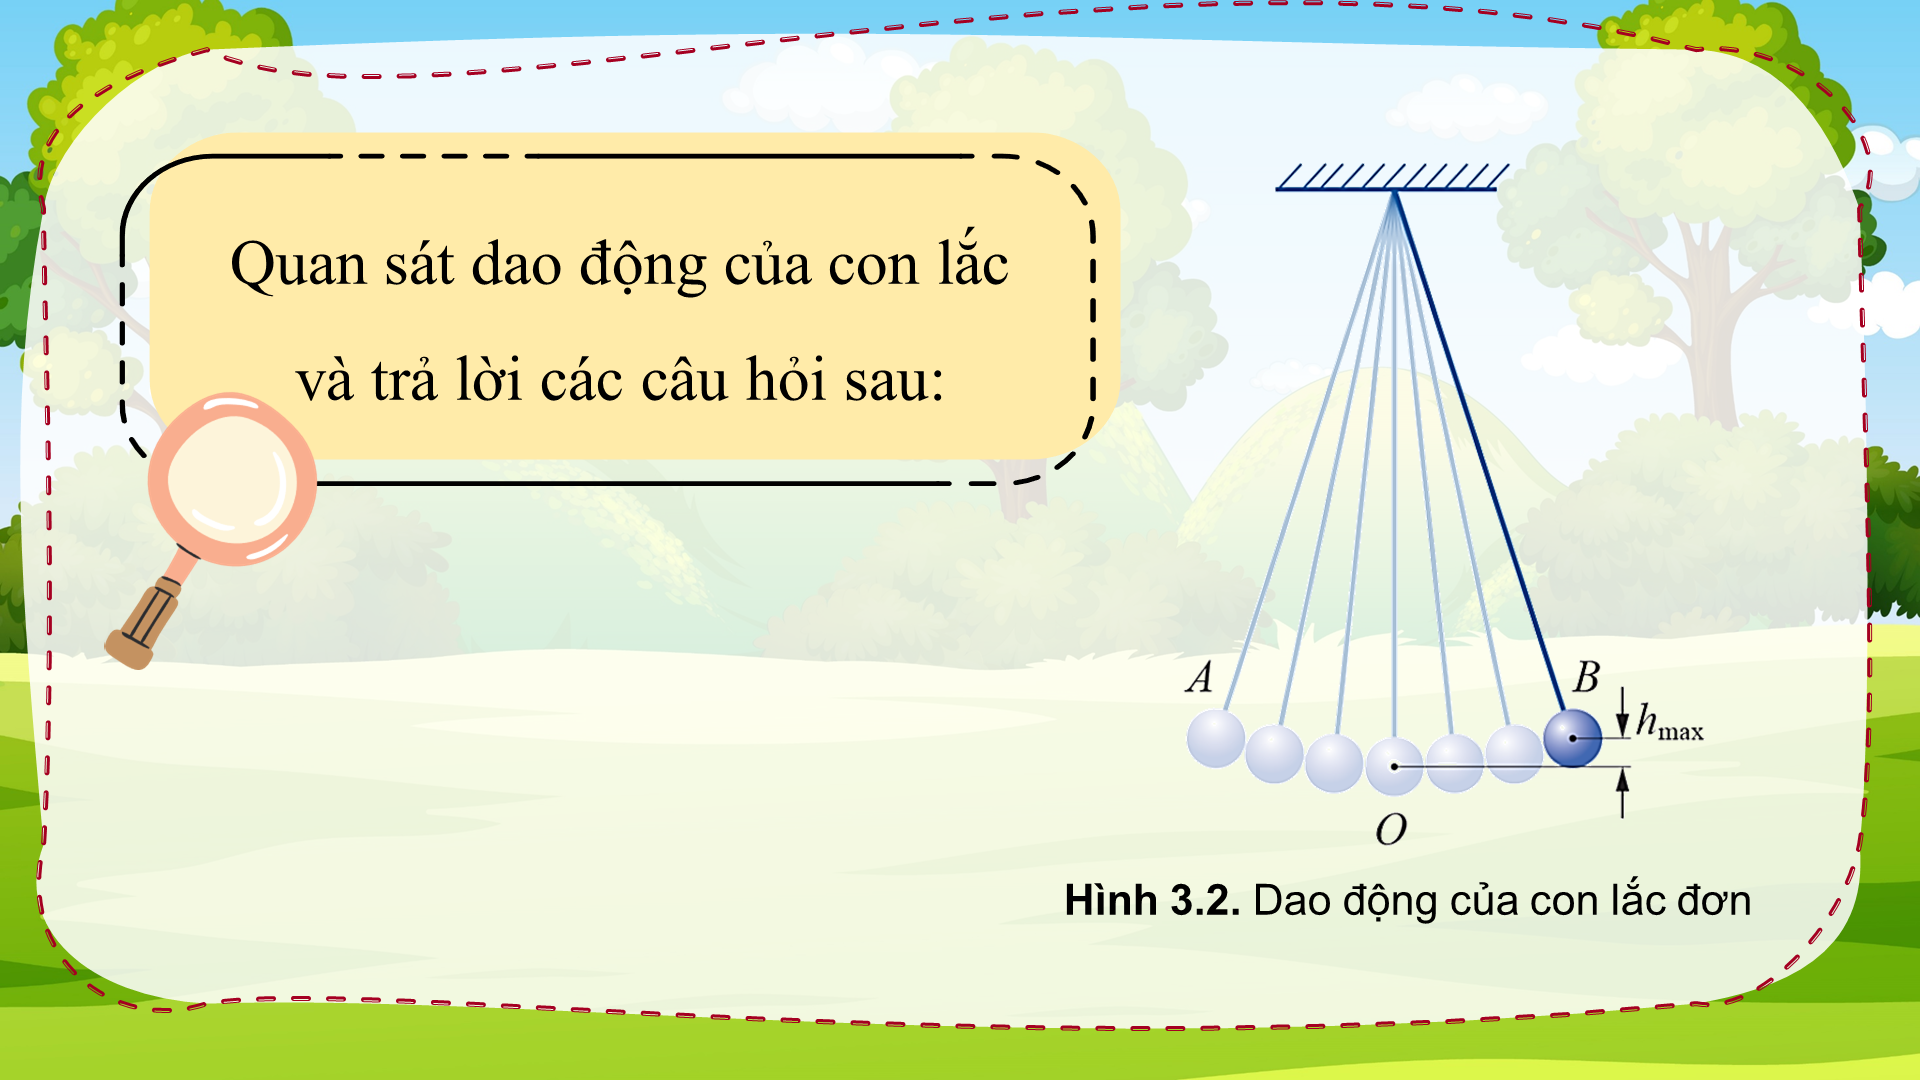 Quan sát dao động của con lắc
và trả lời các câu hỏi sau:
A
B
hmax
O
Hình 3.2. Dao động của con lắc đơn